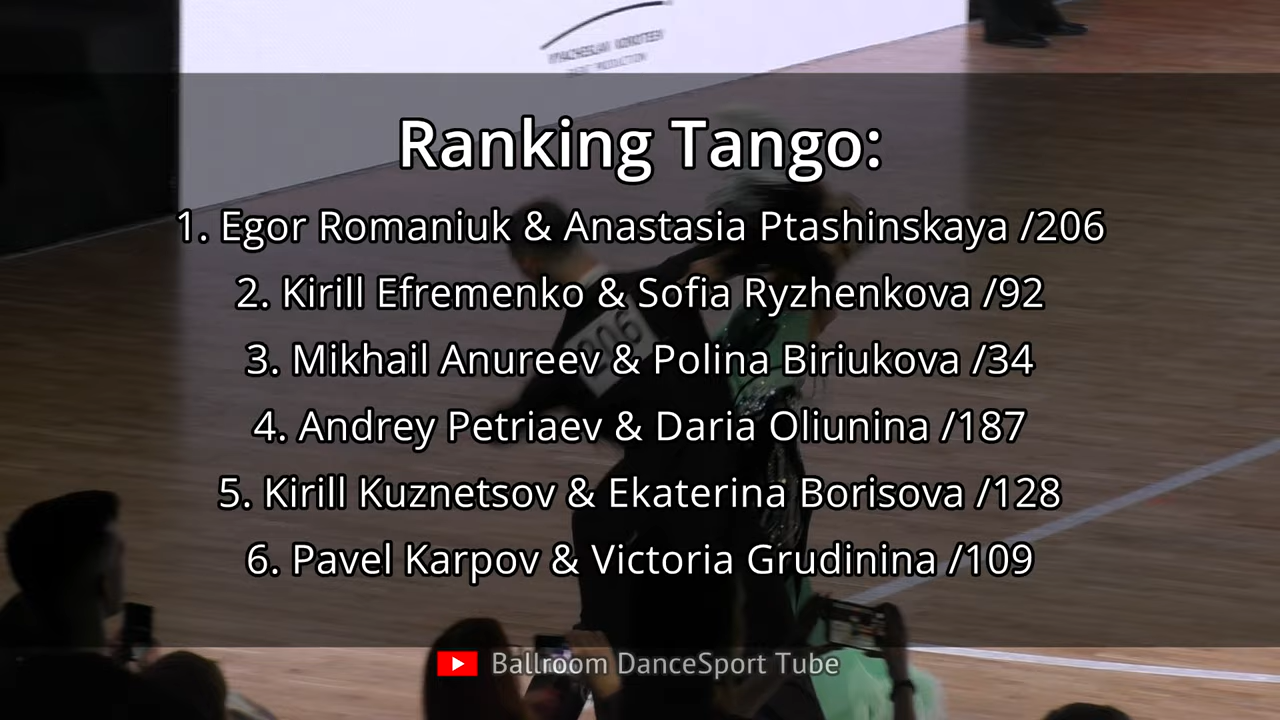 Ranking Tango:
1. Egor Romaniuk & Anastasia Ptashinskaya /206
2. Kirill Efremenko & Sofia Ryzhenkova /92
3. Mikhail Anureev & Polina Biriukova /34
4. Andrey Petriaev & Daria Oliunina /187
5. Kirill Kuznetsov & Ekaterina Borisova /128
6. Pavel Karpov & Victoria Grudinina /109
Ballroom DanceSport Tube